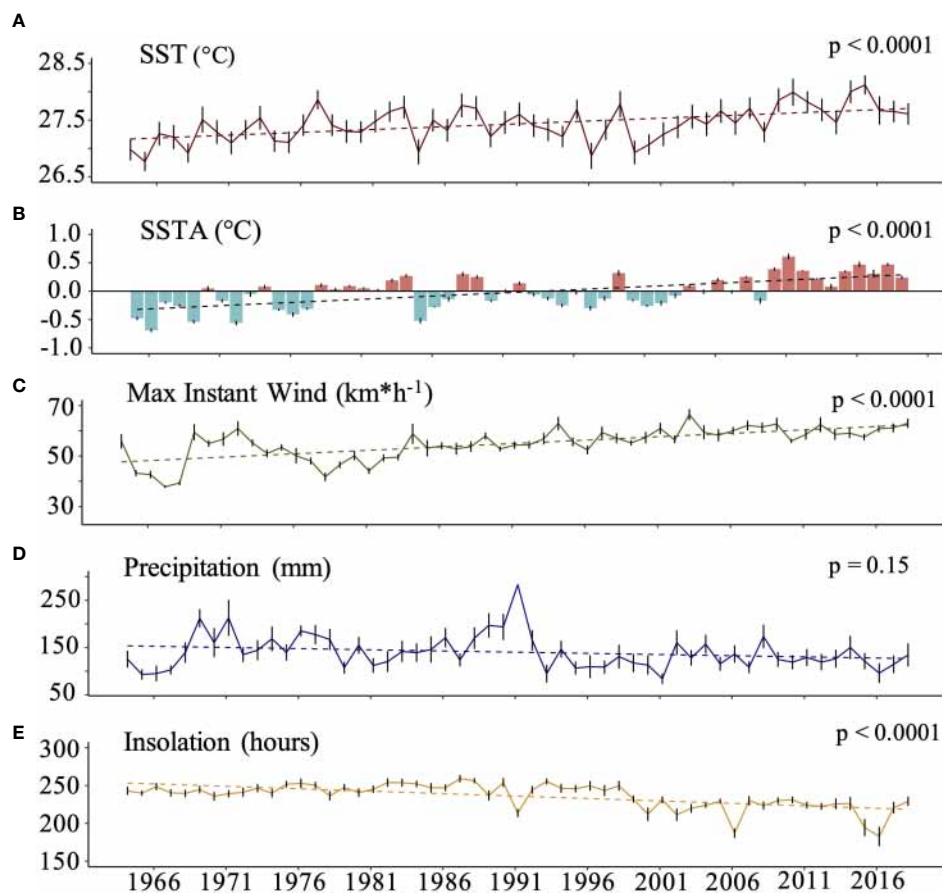 A
SST (°C)
p < 0.0001
28.5
27.5
26.5
B
SSTA (°C)
p < 0.0001
1.0
0.5
0.0
-0.5
-1.0
C
Max Instant Wind (km*h⁻¹)
p < 0.0001
70
50
30
D
Precipitation (mm)
p = 0.15
250
150
50
E
Insolation (hours)
p < 0.0001
300
250
200
150
1966 1971 1976 1981 1986 1991 1996 2001 2006 2011 2016